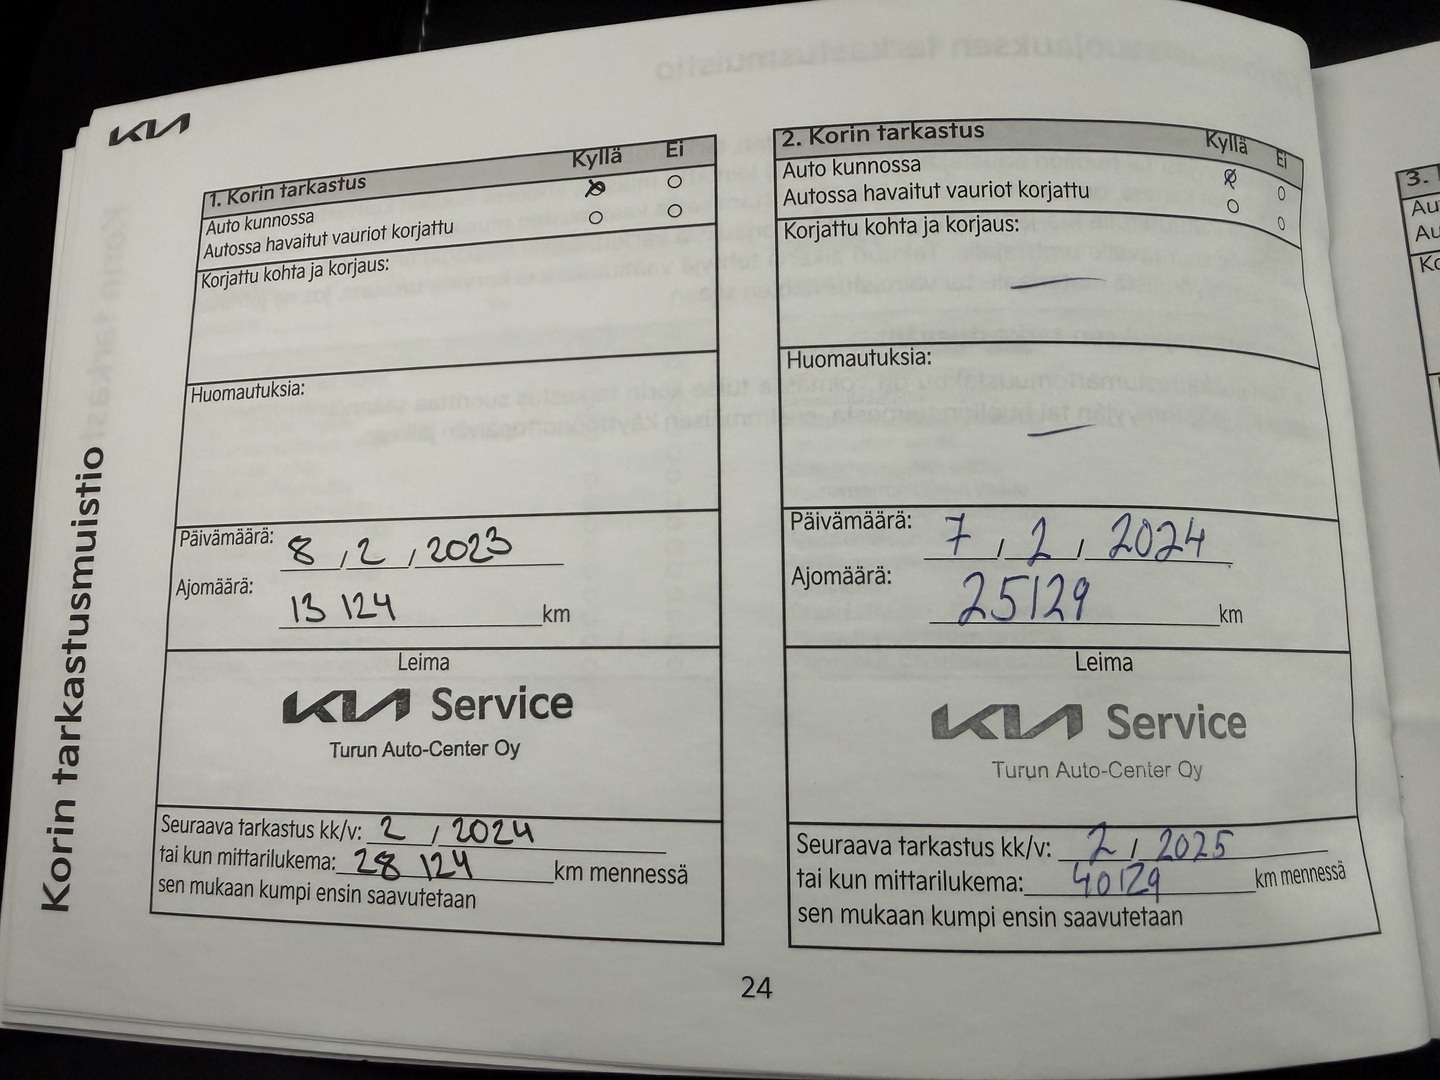 KIA
Korin tarkastusmuistio
1. Korin tarkastus Kyllä Ei
Auto kunnossa
Autossa havaitut vauriot korjattu
Korjattu kohta ja korjaus:
Huomautuksia:
Päivämäärä: 8 / 2 / 2023
Ajomäärä: 13 124 km
Leima
KIA Service
Turun Auto-Center Oy
Seuraava tarkastus kk/v: 2 / 2024
tai kun mittarilukema: 28 124 km mennessä
sen mukaan kumpi ensin saavutetaan
2. Korin tarkastus Kyllä Ei
Auto kunnossa
Autossa havaitut vauriot korjattu
Korjattu kohta ja korjaus:
Huomautuksia:
Päivämäärä: 7 / 2 / 2024
Ajomäärä: 25129 km
Leima
KIA Service
Turun Auto-Center Oy
Seuraava tarkastus kk/v: 2 / 2025
tai kun mittarilukema: 40129 km mennessä
sen mukaan kumpi ensin saavutetaan
24
3.